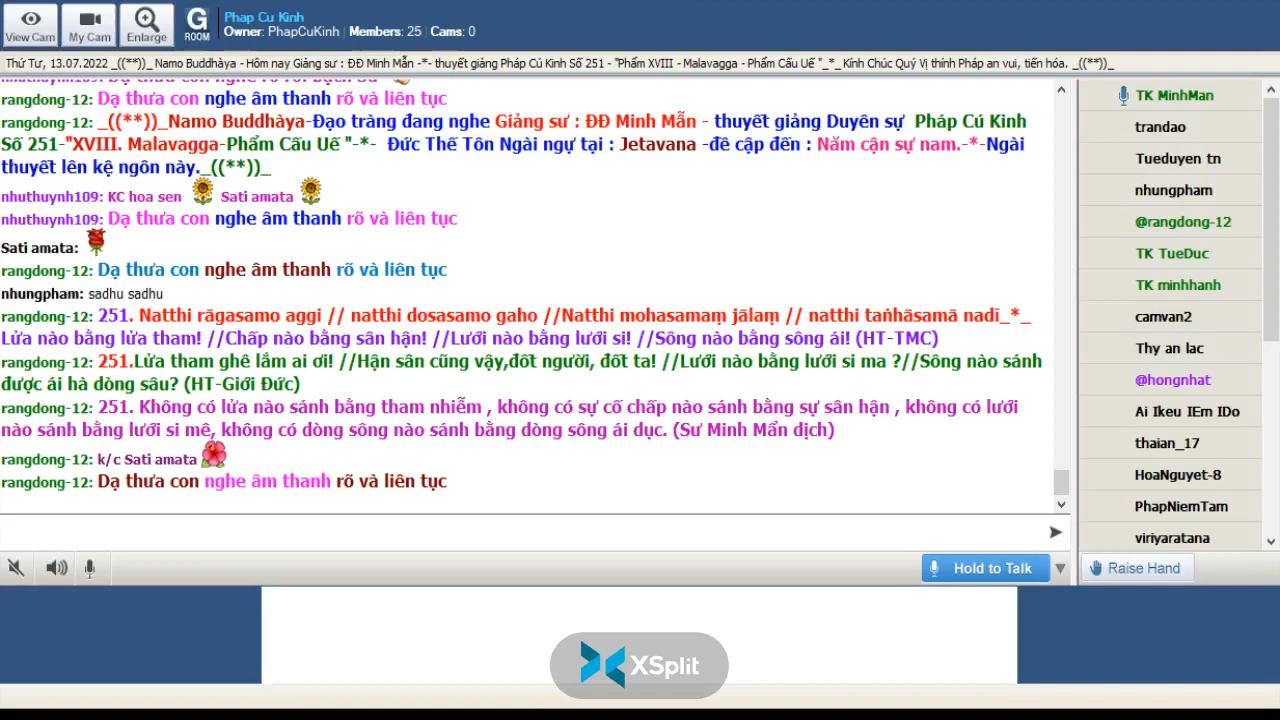 View Cam
My Cam
Enlarge
G
ROOM
Phap Cu Kinh
Owner: PhapCuKinh | Members: 25 | Cams: 0
Thứ Tư, 13.07.2022 _((**))_ Namo Buddhàya - Hôm nay Giảng sư : ĐĐ Minh Mẫn -*- thuyết giảng Pháp Cú Kinh Số 251 - "Phẩm XVIII - Malavagga - Phẩm Cấu Uế "_*_ Kính Chúc Quý Vị thính Pháp an vui, tiến hóa. _((**))_
rangdong-12: Dạ thưa con nghe âm thanh rõ và liên tục
rangdong-12: _((**))_Namo Buddhàya-Đạo tràng đang nghe Giảng sư : ĐĐ Minh Mẫn - thuyết giảng Duyên sự Pháp Cú Kinh
Số 251-"XVIII. Malavagga-Phẩm Cấu Uế "-*- Đức Thế Tôn Ngài ngự tại : Jetavana -đề cập đến : Năm cận sự nam.-*-Ngài
thuyết lên kệ ngôn này._((**))_
nhuthuynh109: KC hoa sen Sati amata
nhuthuynh109: Dạ thưa con nghe âm thanh rõ và liên tục
Sati amata:
rangdong-12: Dạ thưa con nghe âm thanh rõ và liên tục
nhungpham: sadhu sadhu
rangdong-12: 251. Natthi rāgasamo aggi // natthi dosasamo gaho //Natthi mohasamaṃ jālaṃ // natthi taṅhāsamā nadī_*_
Lửa nào bằng lửa tham! //Chấp nào bằng sân hận! //Lưới nào bằng lưới si! //Sông nào bằng sông ái! (HT-TMC)
rangdong-12: 251.Lửa tham ghê lắm ai ơi! //Hận sân cũng vậy,đốt người, đốt ta! //Lưới nào bằng lưới si ma ?//Sông nào sánh
được ái hà dòng sâu? (HT-Giới Đức)
rangdong-12: 251. Không có lửa nào sánh bằng tham nhiễm , không có sự cố chấp nào sánh bằng sự sân hận , không có lưới
nào sánh bằng lưới si mê, không có dòng sông nào sánh bằng dòng sông ái dục. (Sư Minh Mẩn dịch)
rangdong-12: k/c Sati amata
rangdong-12: Dạ thưa con nghe âm thanh rõ và liên tục
TK MinhMan
trandao
Tueduyen tn
nhungpham
@rangdong-12
TK TueDuc
TK minhhanh
camvan2
Thy an lac
@hongnhat
Ai Ikeu IEm IDo
thaian_17
HoaNguyet-8
PhapNiemTam
viriyaratana
Hold to Talk
Raise Hand
XSplit